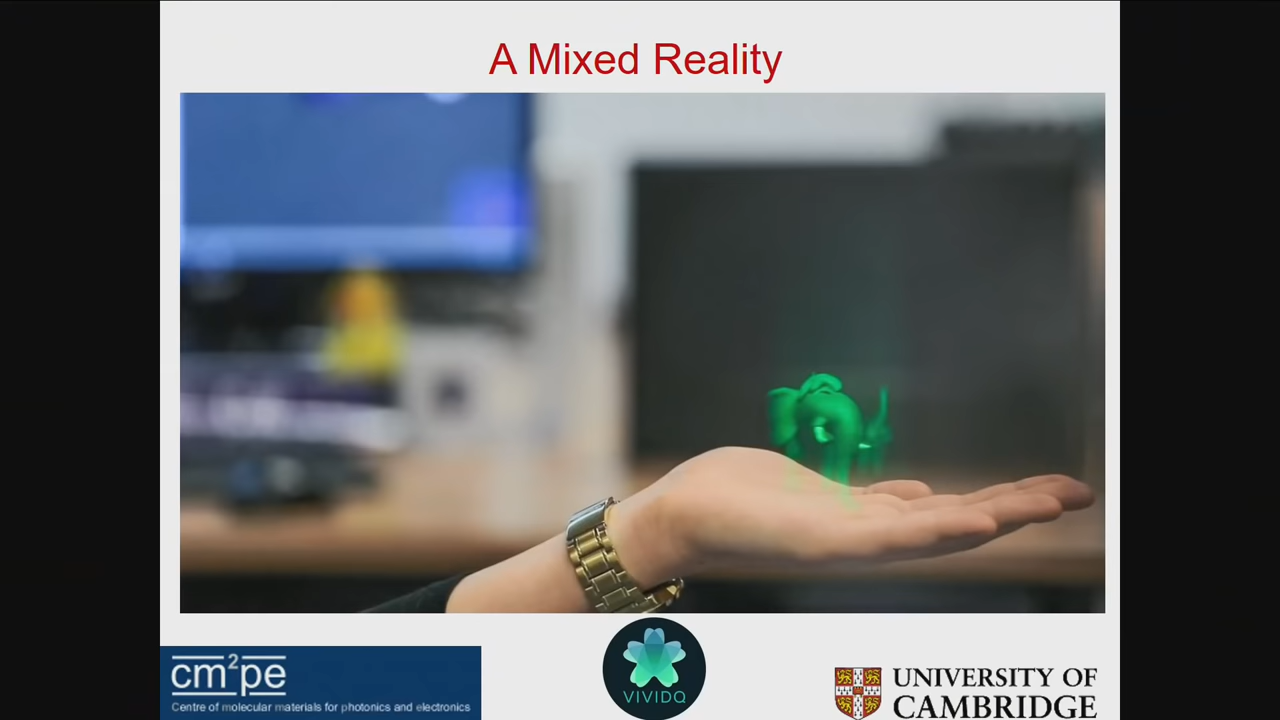 A Mixed Reality
cm²pe
Centre of molecular materials for photonics and electronics
VIVIDQ
UNIVERSITY OF
CAMBRIDGE